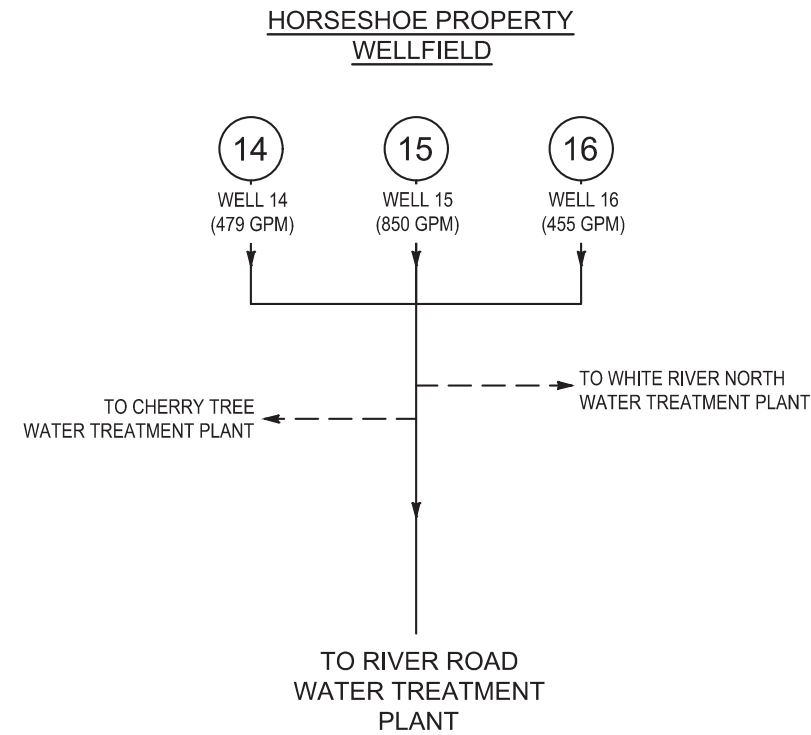 HORSESHOE PROPERTY
WELLFIELD
14
15
16
WELL 14
(479 GPM)
WELL 15
(850 GPM)
WELL 16
(455 GPM)
TO WHITE RIVER NORTH
WATER TREATMENT PLANT
TO CHERRY TREE
WATER TREATMENT PLANT
TO RIVER ROAD
WATER TREATMENT
PLANT